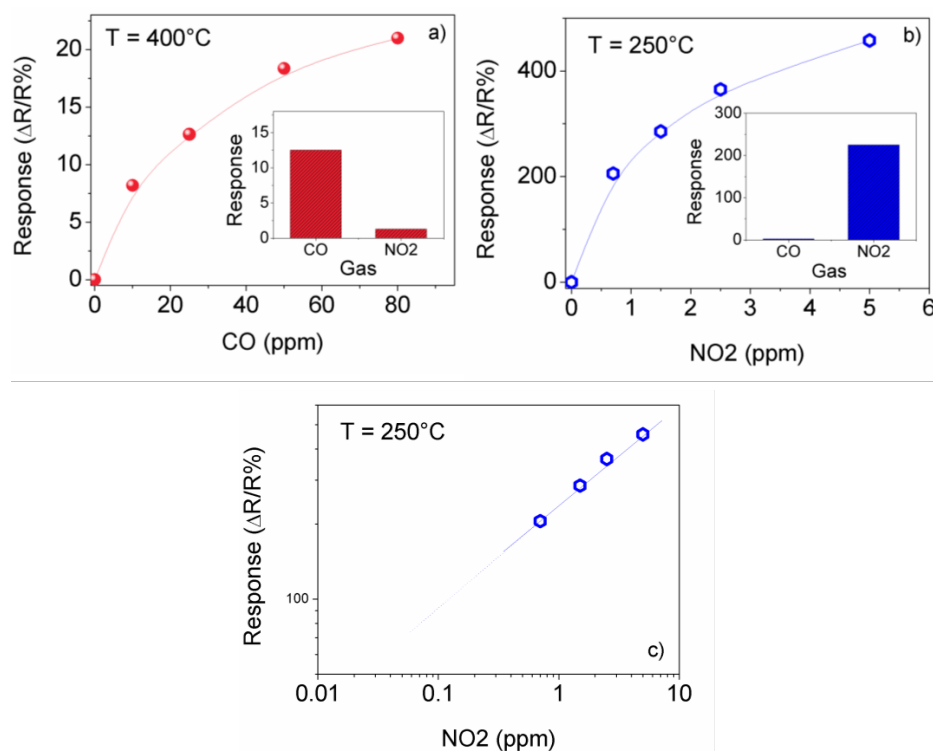 T = 400°C
a)
Response (ΔR/R%)
20
15
10
5
0
0 20 40 60 80
CO (ppm)
Response
15
10
5
0
CO NO2
Gas
T = 250°C
b)
Response (ΔR/R%)
400
200
0
0 1 2 3 4 5 6
NO2 (ppm)
Response
300
200
100
0
CO NO2
Gas
T = 250°C
c)
Response (ΔR/R%)
100
0.01 0.1 1 10
NO2 (ppm)